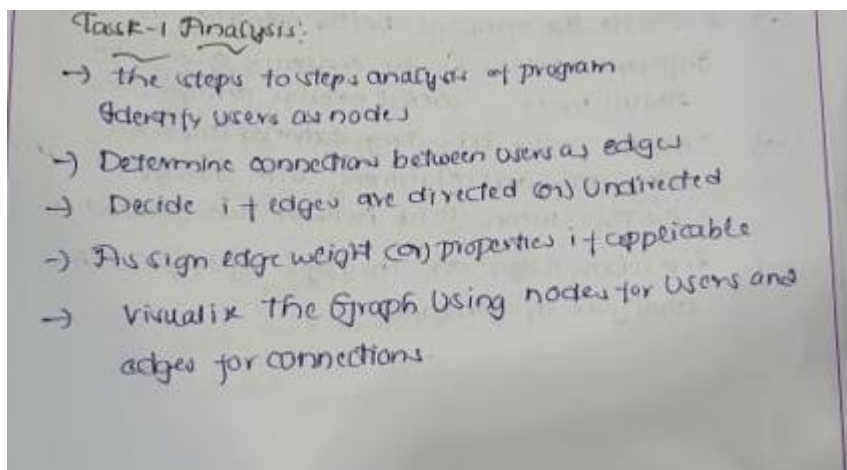 Task-1 Analysis:
→ the steps to steps analysis of program
Identify users as nodes
→ Determine connections between users as edges
→ Decide if edges are directed (or) Undirected
→ Assign edge weight (or) properties if applicable
→ Visualize the Graph Using nodes for Users and
edges for connections.